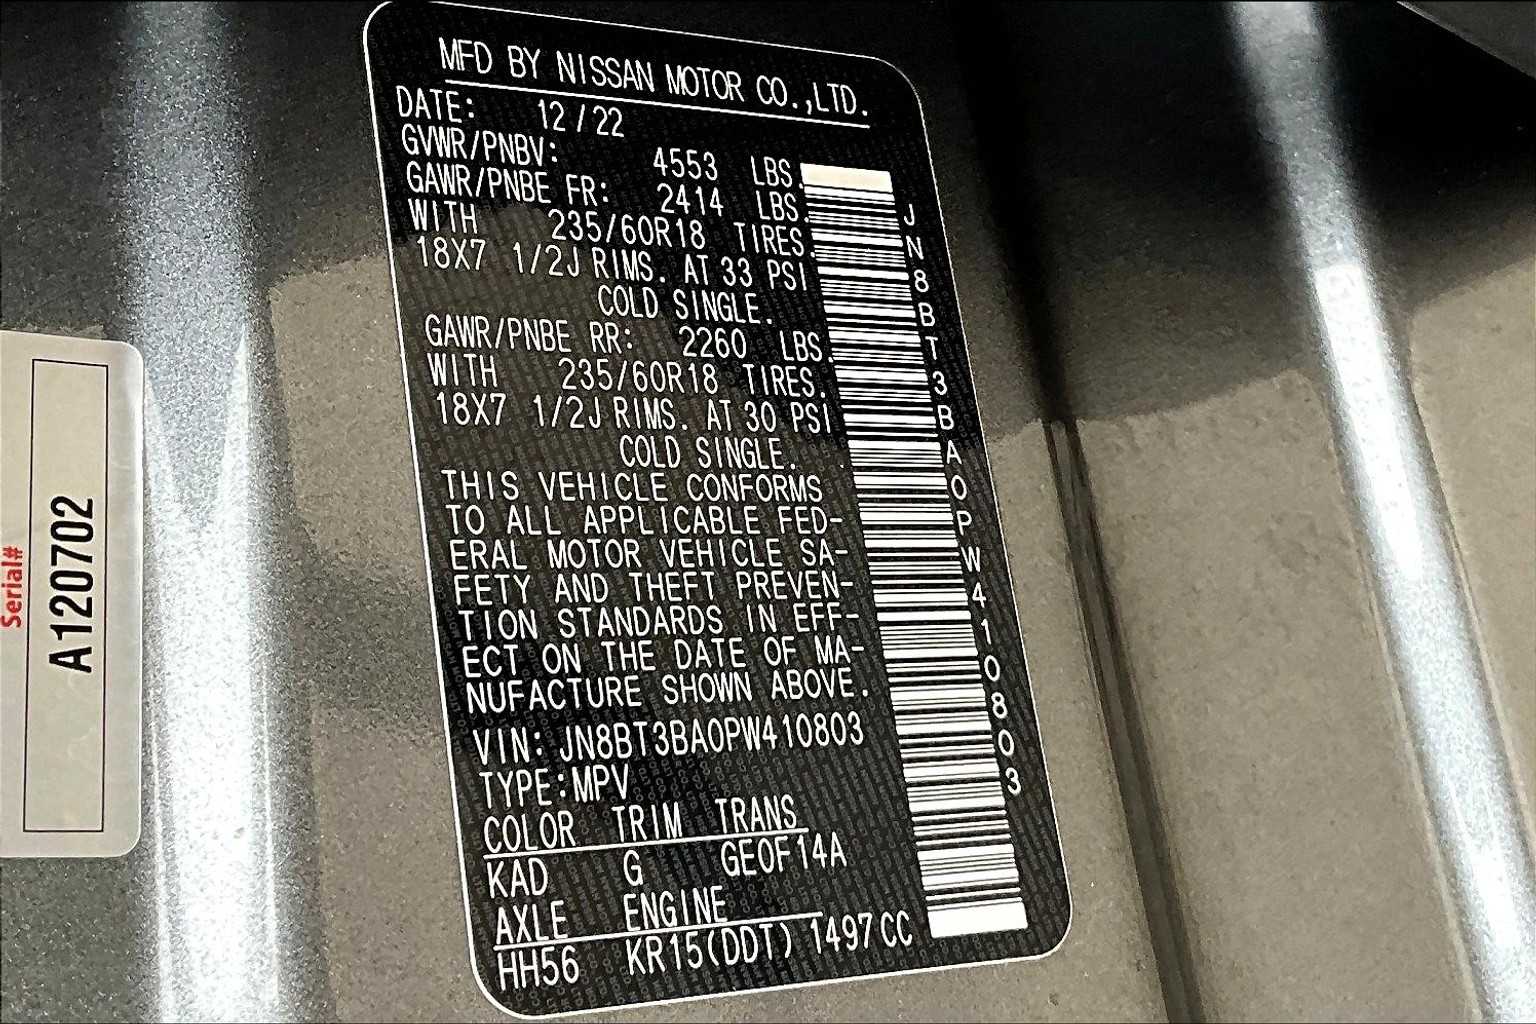 MFD BY NISSAN MOTOR CO.,LTD.
DATE: 12/22
GVWR/PNBV: 4553 LBS.
GAWR/PNBE FR: 2414 LBS.
WITH 235/60R18 TIRES.
18X7 1/2J RIMS. AT 33 PSI
COLD SINGLE.
GAWR/PNBE RR: 2260 LBS.
WITH 235/60R18 TIRES.
18X7 1/2J RIMS. AT 30 PSI
COLD SINGLE.
THIS VEHICLE CONFORMS
TO ALL APPLICABLE FED-
ERAL MOTOR VEHICLE SA-
FETY AND THEFT PREVEN-
TION STANDARDS IN EFF-
ECT ON THE DATE OF MA-
NUFACTURE SHOWN ABOVE.
VIN: JN8BT3BA0PW410803
TYPE:MPV
COLOR TRIM TRANS
KAD G GEOF14A
AXLE ENGINE
HH56 KR15(DDT) 1497CC
JN8BT3BA0PW410803
Serial#
A120702